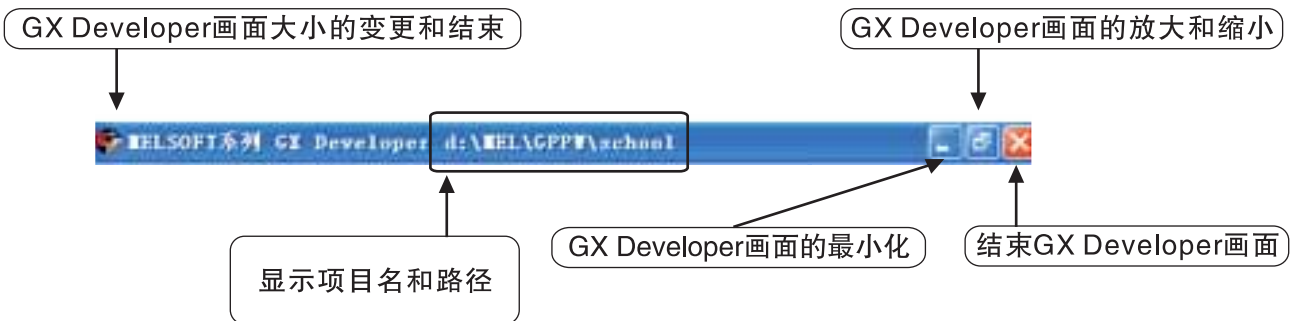 GX Developer画面大小的变更和结束
GX Developer画面的放大和缩小
MELSOFT系列 GX Developer d:\MEL\GPPW\school
GX Developer画面的最小化
结束GX Developer画面
显示项目名和路径